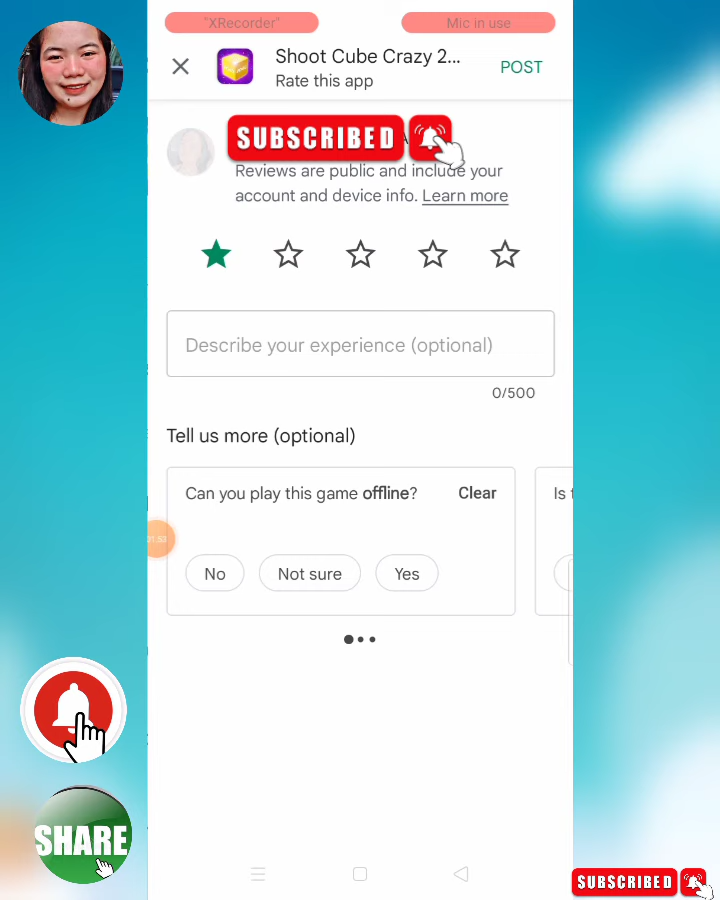 "XRecorder"
Mic in use
Shoot Cube Crazy 2...
Rate this app
POST
SUBSCRIBED
Reviews are public and include your
account and device info. Learn more
Describe your experience (optional)
0/500
Tell us more (optional)
Can you play this game offline?
Clear
Is
No
Not sure
Yes
SHARE
SUBSCRIBED